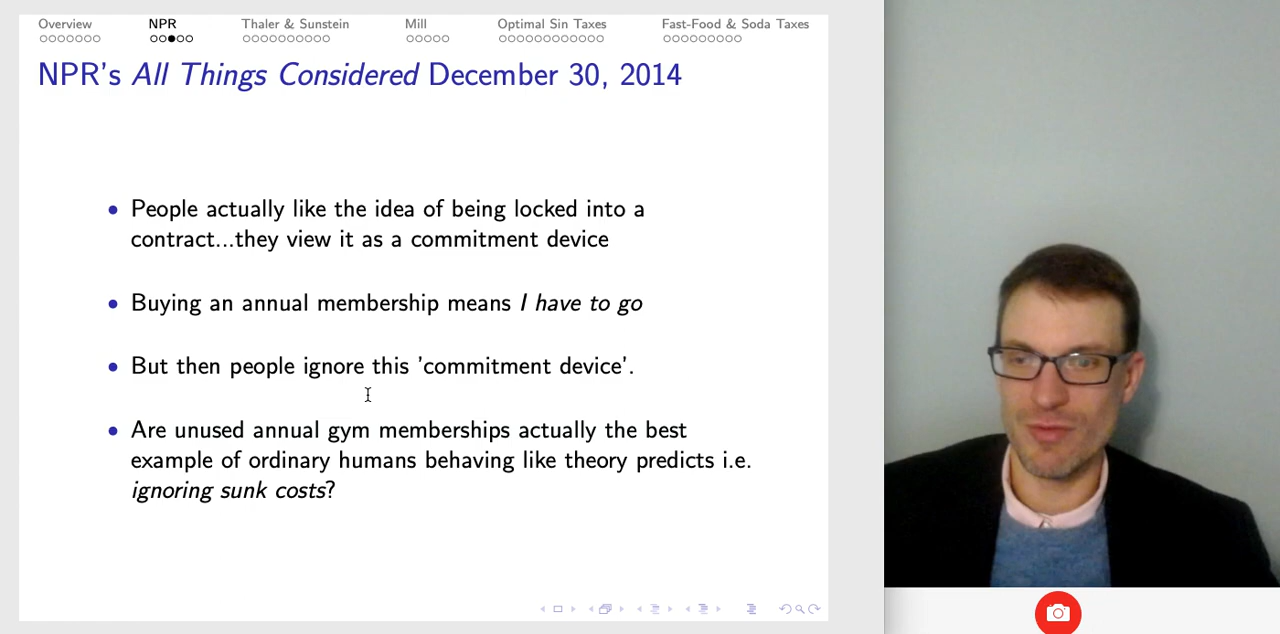 Overview NPR Thaler & Sunstein Mill Optimal Sin Taxes Fast-Food & Soda Taxes
NPR's All Things Considered December 30, 2014
• People actually like the idea of being locked into a
contract...they view it as a commitment device
• Buying an annual membership means I have to go
• But then people ignore this 'commitment device'.
• Are unused annual gym memberships actually the best
example of ordinary humans behaving like theory predicts i.e.
ignoring sunk costs?